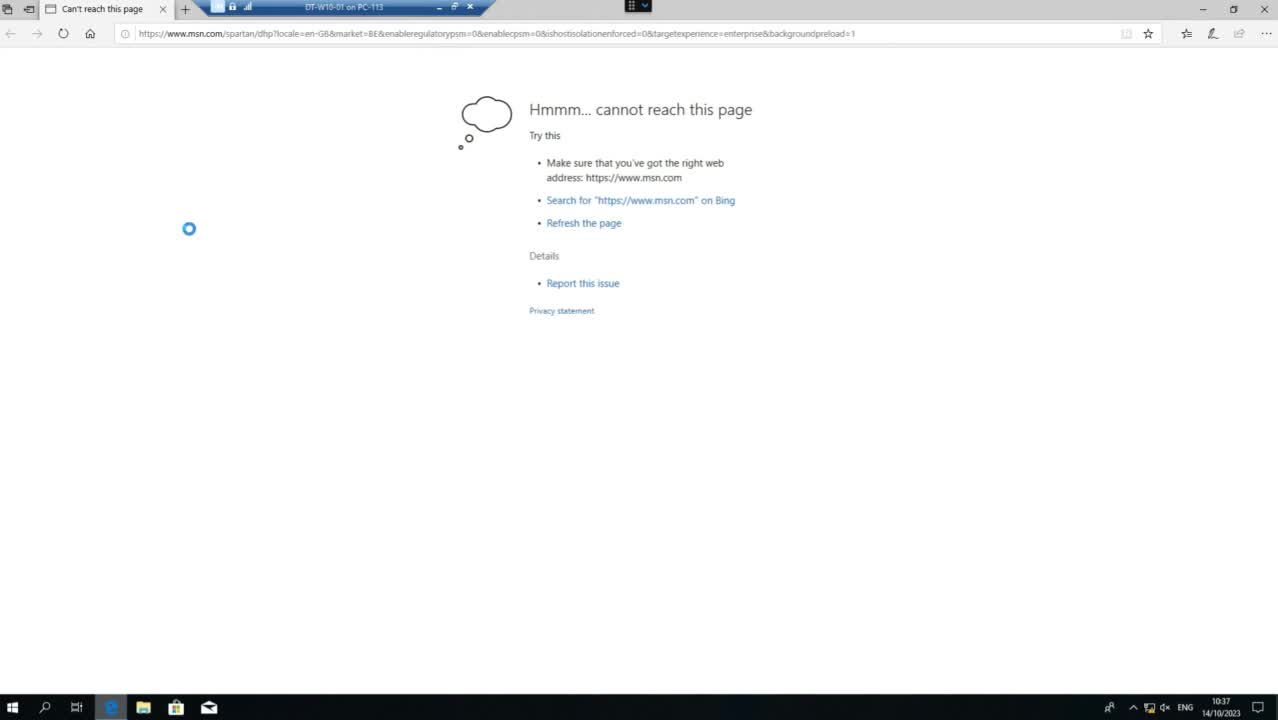 Can't reach this page
DT-W10-01 on PC-113
https://www.msn.com/spartan/dhp?locale=en-GB&market=BE&enableregulatorypsm=0&enablecpsm=0&ishostisolationenforced=0&targetexperience=enterprise&backgroundpreload=1
Hmmm... cannot reach this page
Try this
• Make sure that you've got the right web
address: https://www.msn.com
• Search for "https://www.msn.com" on Bing
• Refresh the page
Details
• Report this issue
Privacy statement
ENG
10:37
14/10/2023